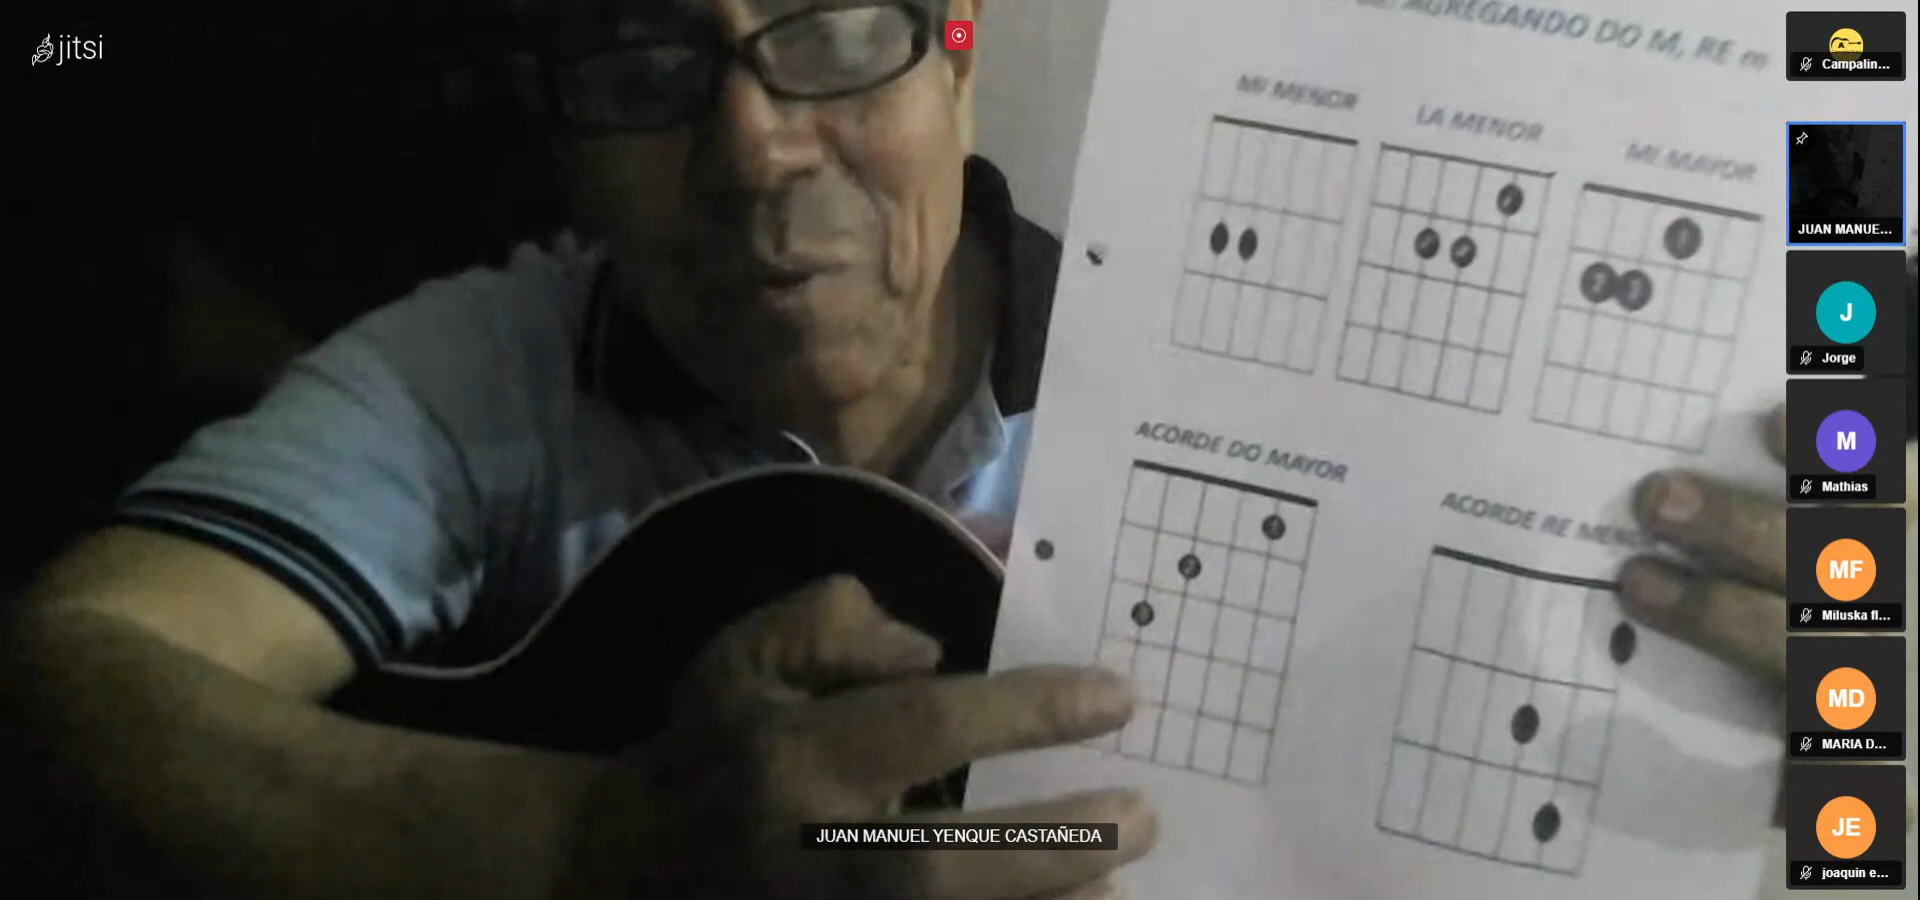 jitsi
AGREGANDO DO M, RE m
MI MENOR
LA MENOR
MI MAYOR
ACORDE DO MAYOR
ACORDE RE
JUAN MANUEL YENQUE CASTAÑEDA
Campalin...
JUAN MANUE...
J
Jorge
M
Mathias
MF
Miluska fl...
MD
MARIA D...
JE
joaquin e...